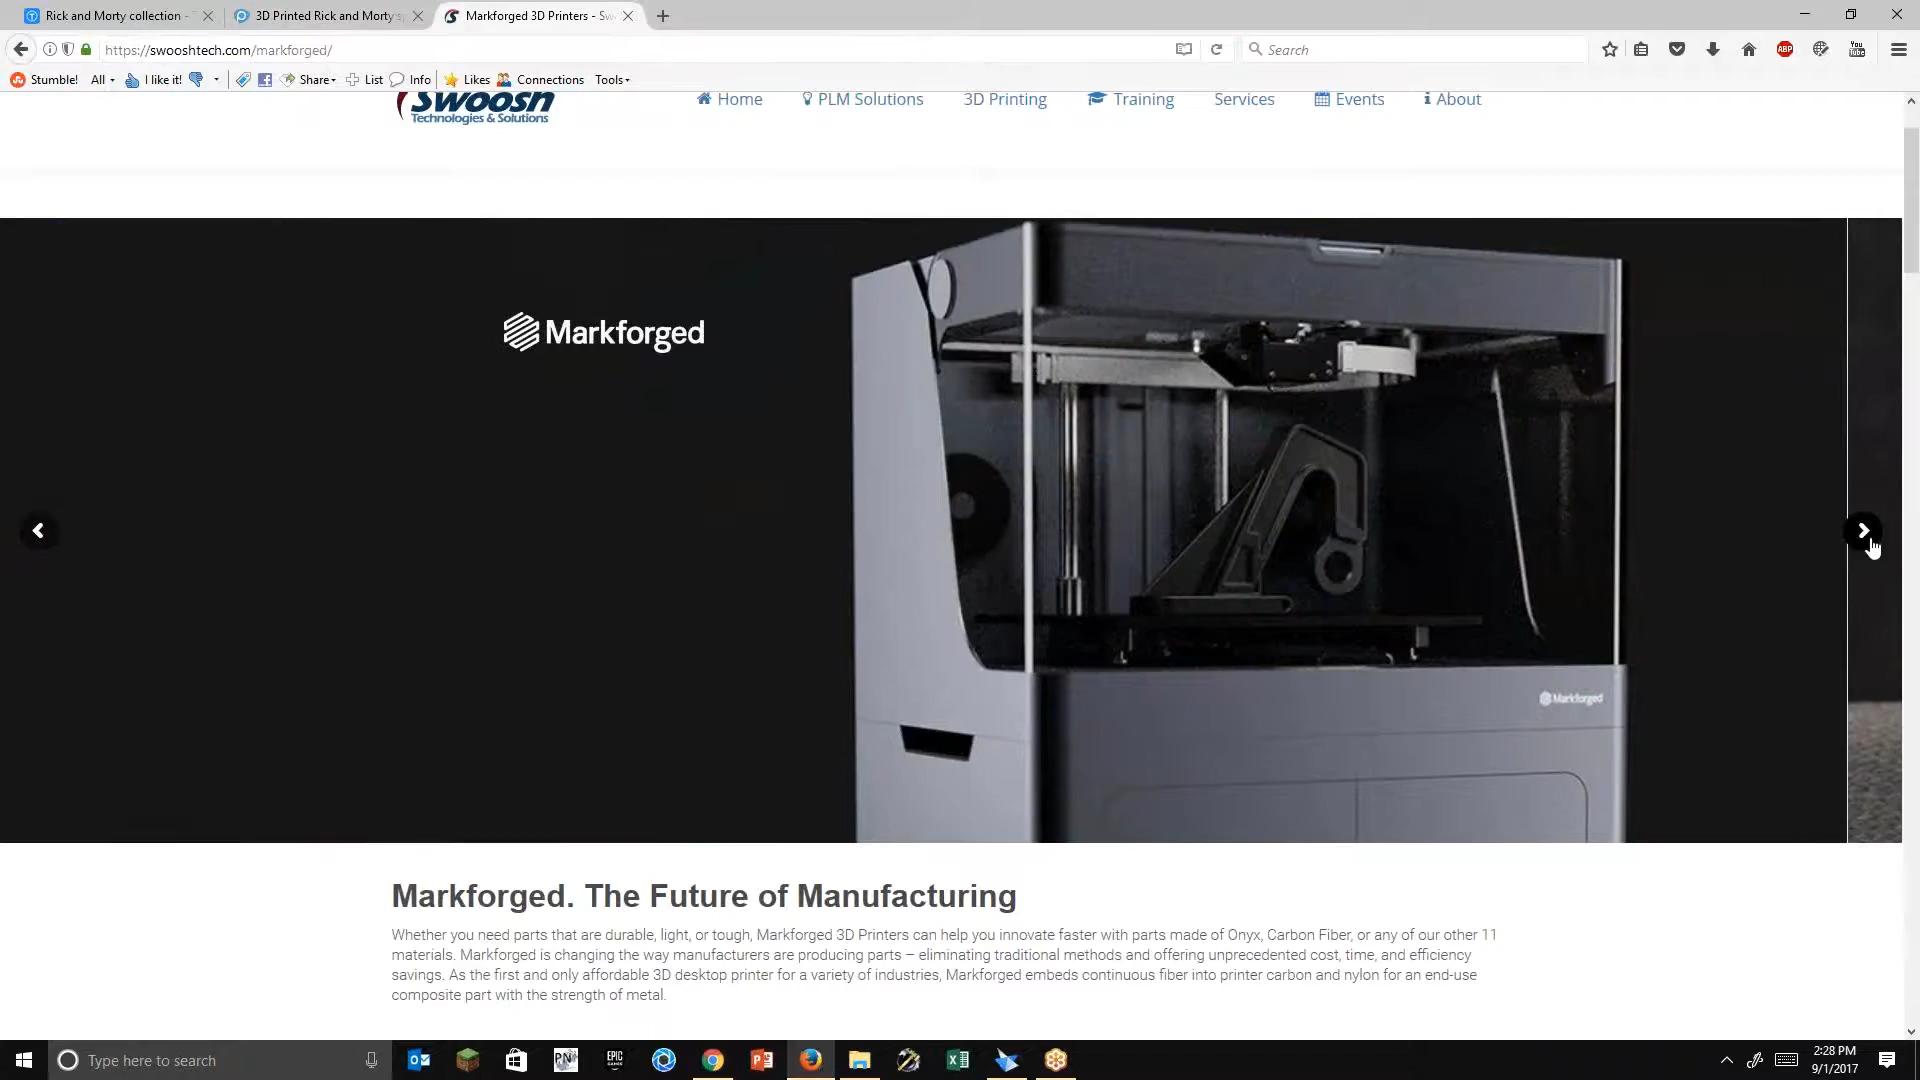 Rick and Morty collection -
3D Printed Rick and Morty
Markforged 3D Printers - Sw
https://swooshtech.com/markforged/
Search
ABP
You
Tube
Stumble!
All
I like it!
Share
List
Info
Likes
Connections
Tools
Swoosh
Technologies & Solutions
Home
PLM Solutions
3D Printing
Training
Services
Events
About
Markforged
Markforged
Markforged. The Future of Manufacturing
Whether you need parts that are durable, light, or tough, Markforged 3D Printers can help you innovate faster with parts made of Onyx, Carbon Fiber, or any of our other 11
materials. Markforged is changing the way manufacturers are producing parts – eliminating traditional methods and offering unprecedented cost, time, and efficiency
savings. As the first and only affordable 3D desktop printer for a variety of industries, Markforged embeds continuous fiber into printer carbon and nylon for an end-use
composite part with the strength of metal.
Type here to search
PN
EPIC
GAMES
2:28 PM
9/1/2017